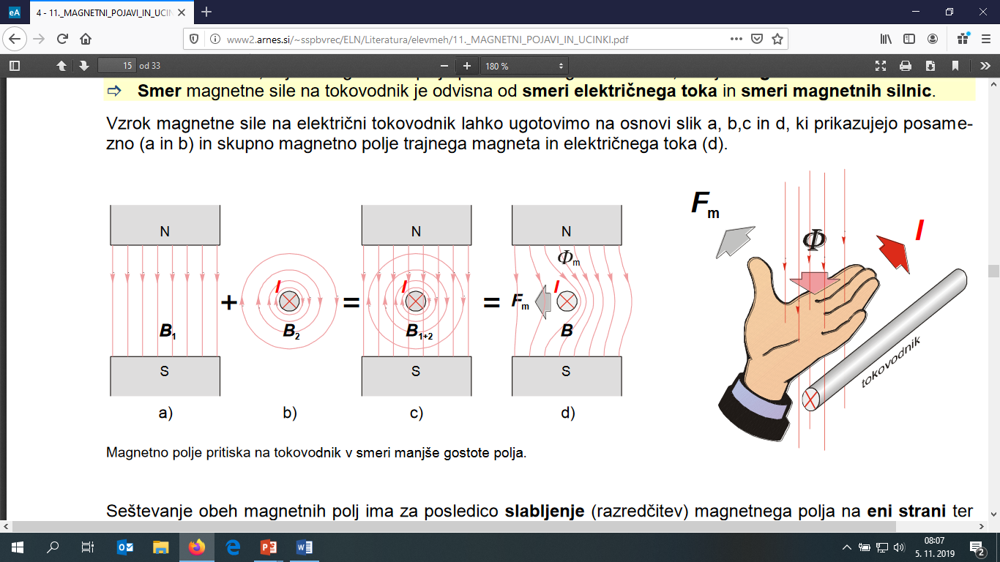 eA
4 - 11._MAGNETNI_POJAVI_IN_UCIN
www2.arnes.si/~sspbvrec/ELN/Literatura/elevmeh/11._MAGNETNI_POJAVI_IN_UCINKI.pdf
15 od 33
180 %
⇨ Smer magnetne sile na tokovodnik je odvisna od smeri električnega toka in smeri magnetnih silnic.
Vzrok magnetne sile na električni tokovodnik lahko ugotovimo na osnovi slik a, b,c in d, ki prikazujejo posame-
zno (a in b) in skupno magnetno polje trajnega magneta in električnega toka (d).
N
B1
S
a)
+
I
B2
b)
=
N
I
B1+2
S
c)
=
N
Φm
I
Fm
B
S
d)
Fm
Φ
I
tokovodnik
Magnetno polje pritiska na tokovodnik v smeri manjše gostote polja.
Seštevanje obeh magnetnih polj ima za posledico slabljenje (razredčitev) magnetnega polja na eni strani ter
08:07
5. 11. 2019
2